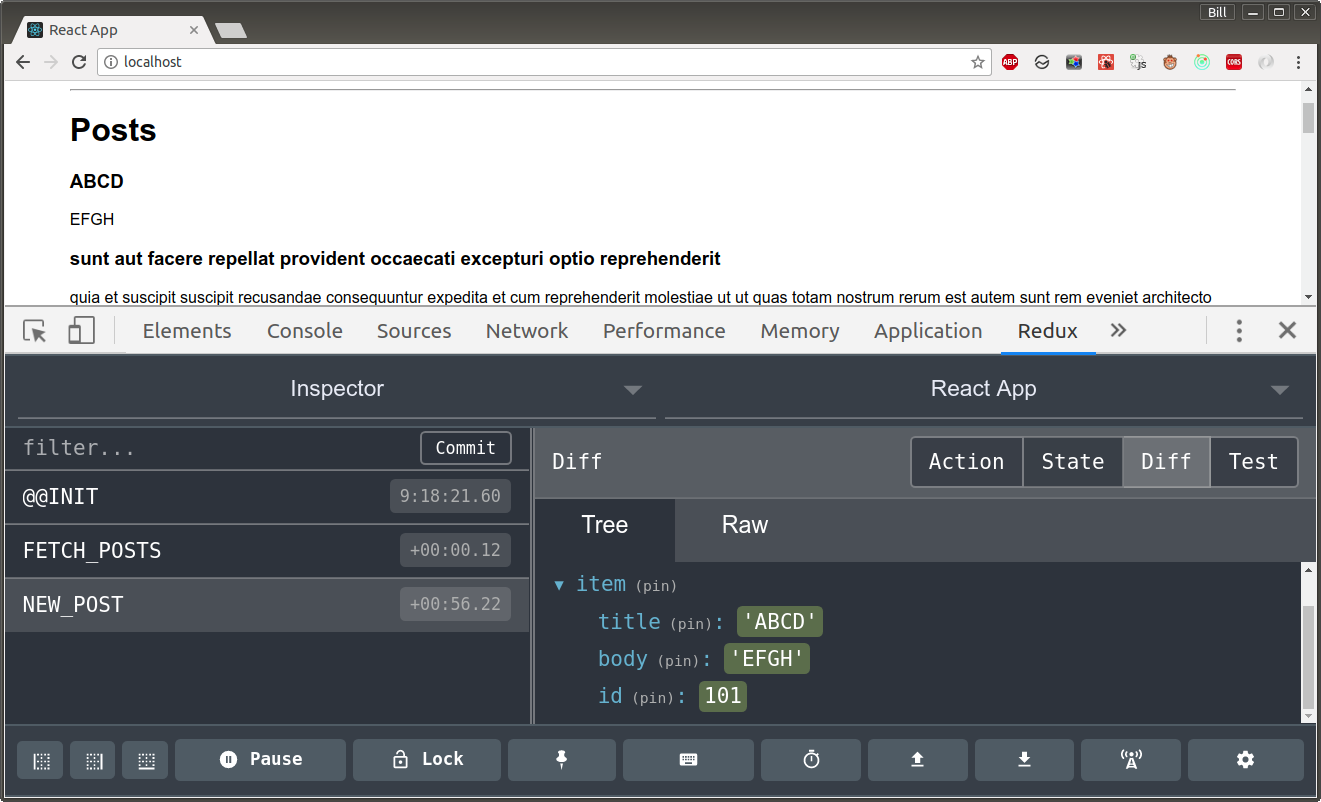 Bill
React App
localhost
ABP
JS
CORS
Posts
ABCD
EFGH
sunt aut facere repellat provident occaecati excepturi optio reprehenderit
quia et suscipit suscipit recusandae consequuntur expedita et cum reprehenderit molestiae ut ut quas totam nostrum rerum est autem sunt rem eveniet architecto
Elements Console Sources Network Performance Memory Application Redux
Inspector React App
filter... Commit
Diff Action State Diff Test
@@INIT 9:18:21.60
FETCH_POSTS +00:00.12
NEW_POST +00:56.22
Tree Raw
item (pin)
title (pin): 'ABCD'
body (pin): 'EFGH'
id (pin): 101
Pause Lock